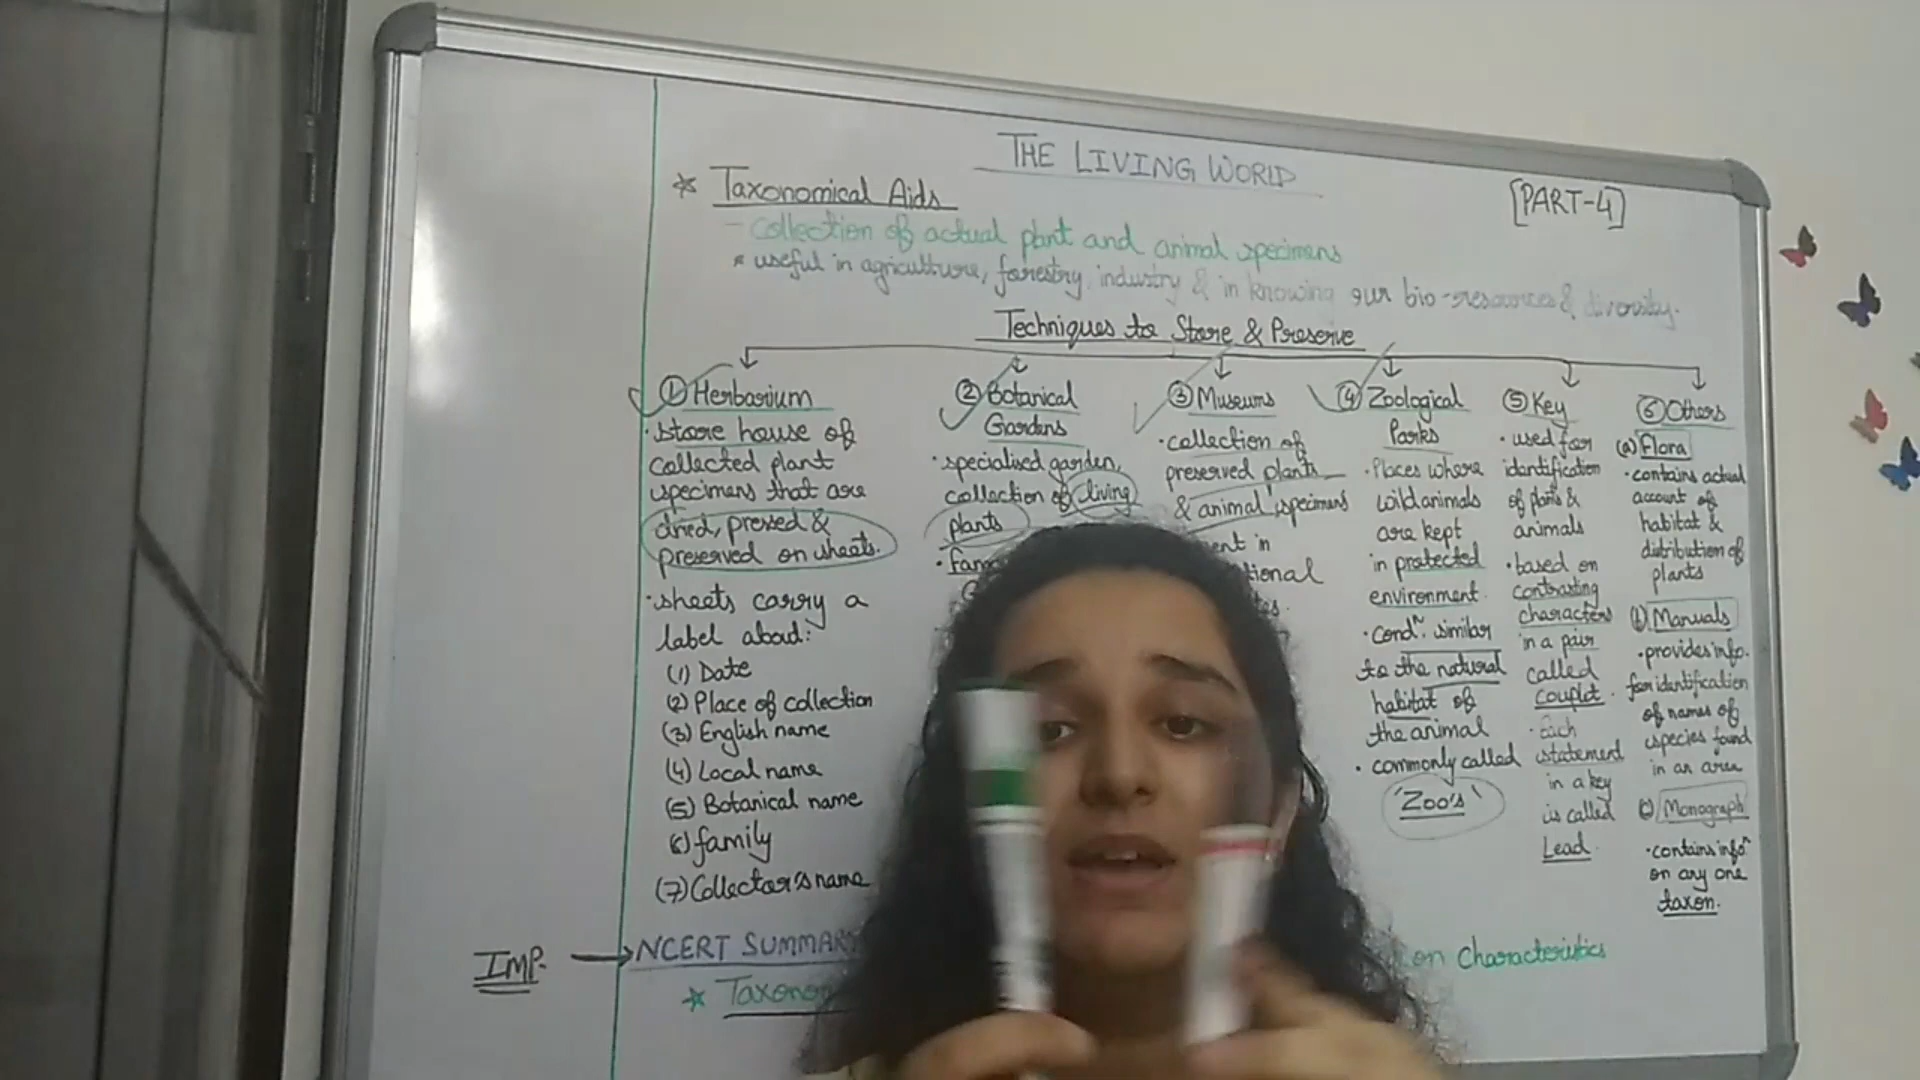 THE LIVING WORLD
[PART-4]
* Taxonomical Aids
- collection of actual plant and animal specimens
* useful in agriculture, forestry, industry & in knowing our bio-resources & diversity.
Techniques to Store & Preserve
① Herbarium
· store house of
collected plant
specimens that are
dried, pressed &
preserved on sheets.
· sheets carry a
label about:
(1) Date
(2) Place of collection
(3) English name
(4) Local name
(5) Botanical name
(6) family
(7) Collector's name
② Botanical
Gardens
· specialised garden,
collection of living
plants
③ Museums
· collection of
preserved plants
& animal specimens
in
④ Zoological
Parks
· Places where
wild animals
are kept
in protected
environment.
· Condⁿ. similar
to the natural
habitat of
the animal
· commonly called
'Zoo's'
⑤ Key
· used for
identification
of plants &
animals
· based on
contrasting
characters
in a pair
called
couplet.
· Each
statement
in a key
is called
Lead.
⑥ Others
(a) Flora
· contains actual
account of
habitat &
distribution of
plants
Manuals
· provides info.
for identification
of names of
species found
in an area
Monograph
· contains infoⁿ
on any one
taxon.
IMP. → NCERT SUMMARY
on Characteristics